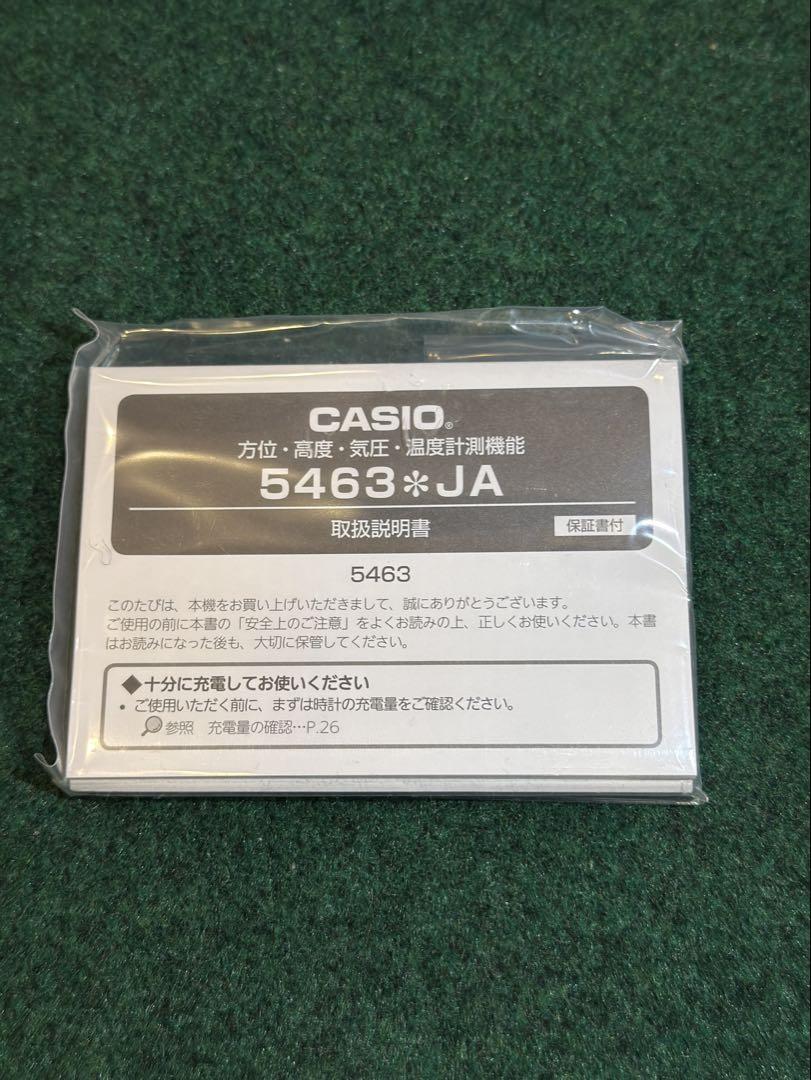 CASIO®
方位・高度・気圧・温度計測機能
5463＊JA
取扱説明書
保証書付
5463
このたびは、本機をお買い上げいただきまして、誠にありがとうございます。
ご使用の前に本書の「安全上のご注意」をよくお読みの上、正しくお使いください。本書
はお読みになった後も、大切に保管してください。
◆十分に充電してお使いください
• ご使用いただく前に、まずは時計の充電量をご確認ください。
参照 充電量の確認…P.26